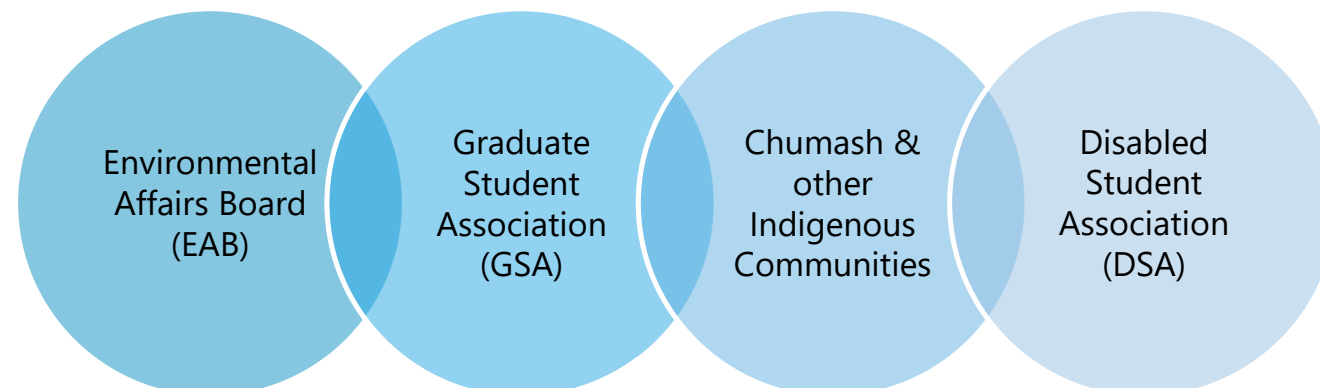 Environmental
Affairs Board
(EAB)
Graduate
Student
Association
(GSA)
Chumash &
other
Indigenous
Communities
Disabled
Student
Association
(DSA)